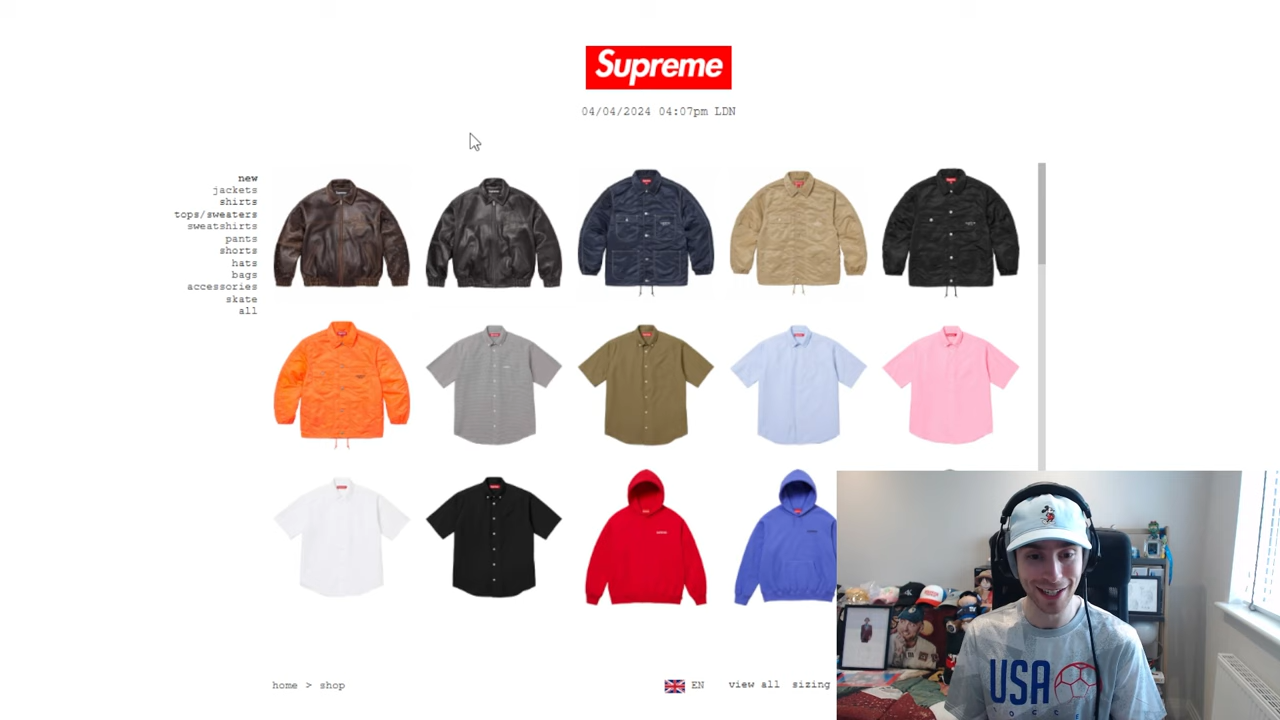 Supreme
04/04/2024 04:07pm LDN
new
jackets
shirts
tops/sweaters
sweatshirts
pants
shorts
hats
bags
accessories
skate
all
home > shop
EN
view all
sizing
USA
SOCCER